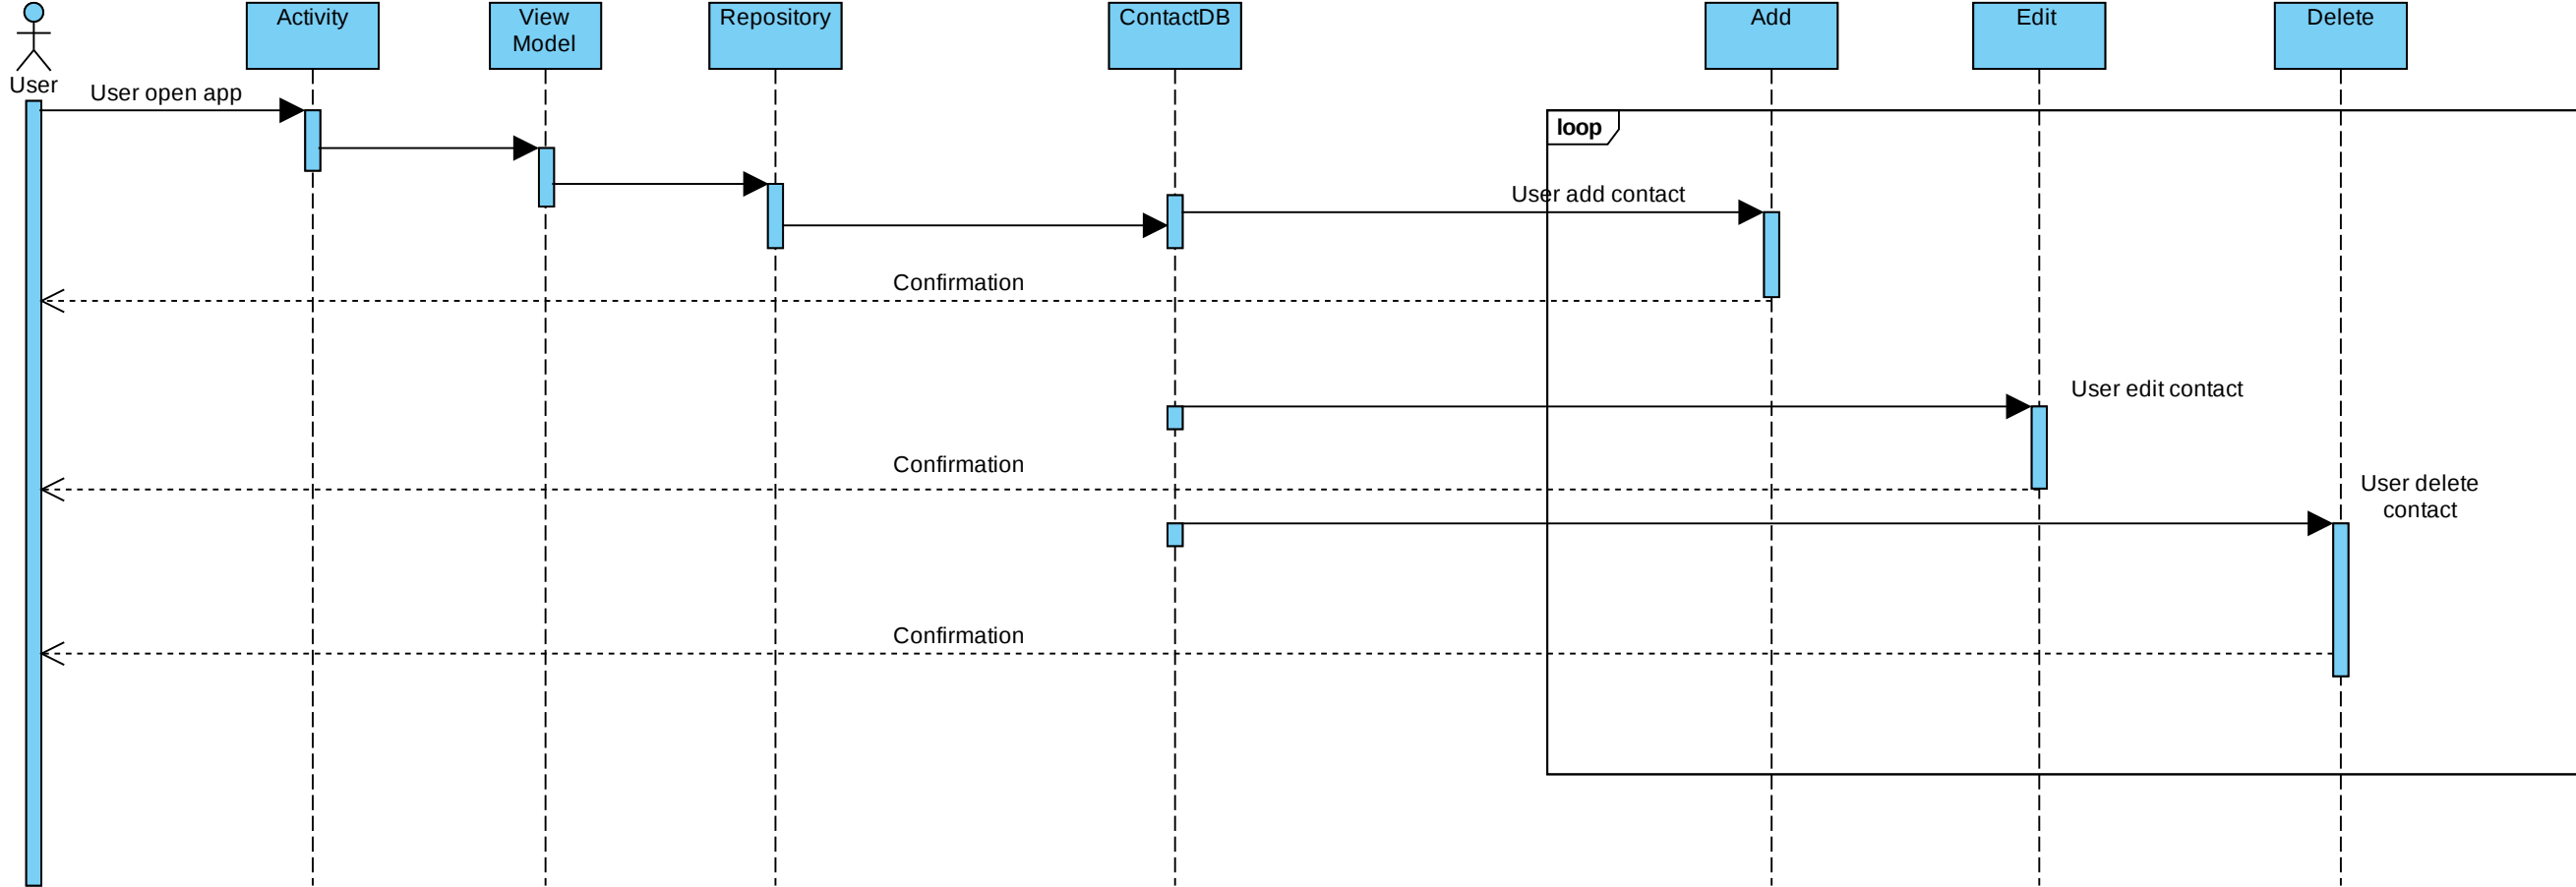 Activity
View
Model
Repository
ContactDB
Add
Edit
Delete
User
User open app
loop
User add contact
Confirmation
User edit contact
Confirmation
User delete
contact
Confirmation